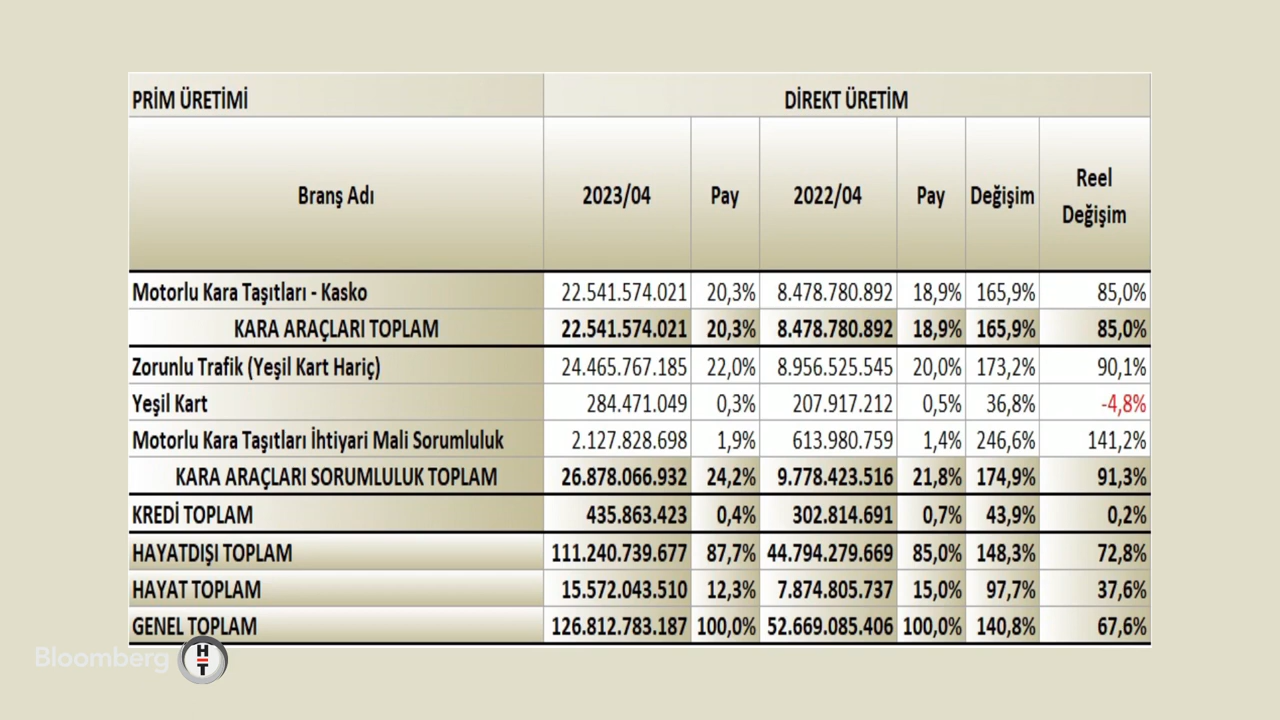 PRİM ÜRETİMİ DİREKT ÜRETİM
Branş Adı 2023/04 Pay 2022/04 Pay Değişim Reel Değişim
Motorlu Kara Taşıtları - Kasko 22.541.574.021 20,3% 8.478.780.892 18,9% 165,9% 85,0%
KARA ARAÇLARI TOPLAM 22.541.574.021 20,3% 8.478.780.892 18,9% 165,9% 85,0%
Zorunlu Trafik (Yeşil Kart Hariç) 24.465.767.185 22,0% 8.956.525.545 20,0% 173,2% 90,1%
Yeşil Kart 284.471.049 0,3% 207.917.212 0,5% 36,8% -4,8%
Motorlu Kara Taşıtları İhtiyari Mali Sorumluluk 2.127.828.698 1,9% 613.980.759 1,4% 246,6% 141,2%
KARA ARAÇLARI SORUMLULUK TOPLAM 26.878.066.932 24,2% 9.778.423.516 21,8% 174,9% 91,3%
KREDİ TOPLAM 435.863.423 0,4% 302.814.691 0,7% 43,9% 0,2%
HAYATDIŞI TOPLAM 111.240.739.677 87,7% 44.794.279.669 85,0% 148,3% 72,8%
HAYAT TOPLAM 15.572.043.510 12,3% 7.874.805.737 15,0% 97,7% 37,6%
GENEL TOPLAM 126.812.783.187 100,0% 52.669.085.406 100,0% 140,8% 67,6%
Bloomberg HT